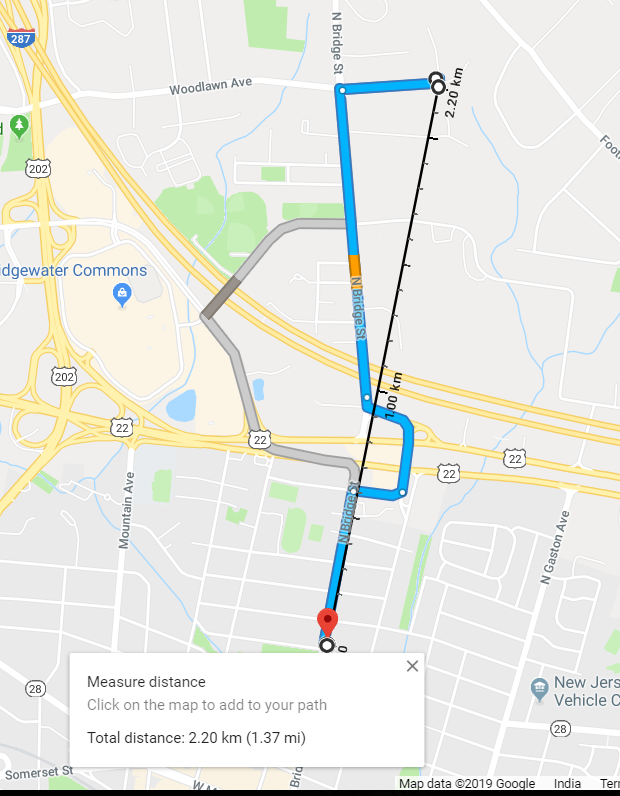 287
N Bridge St
Woodlawn Ave
2.20 km
202
Foot
idgewater Commons
N Bridge St
1.00 km
202
22
22
22
22
Mountain Ave
N Bridge St
N Gaston Ave
0
Measure distance
Click on the map to add to your path
Total distance: 2.20 km (1.37 mi)
28
New Jers
Vehicle C
28
Somerset St
W M
Brid
Map data ©2019 Google India Terr